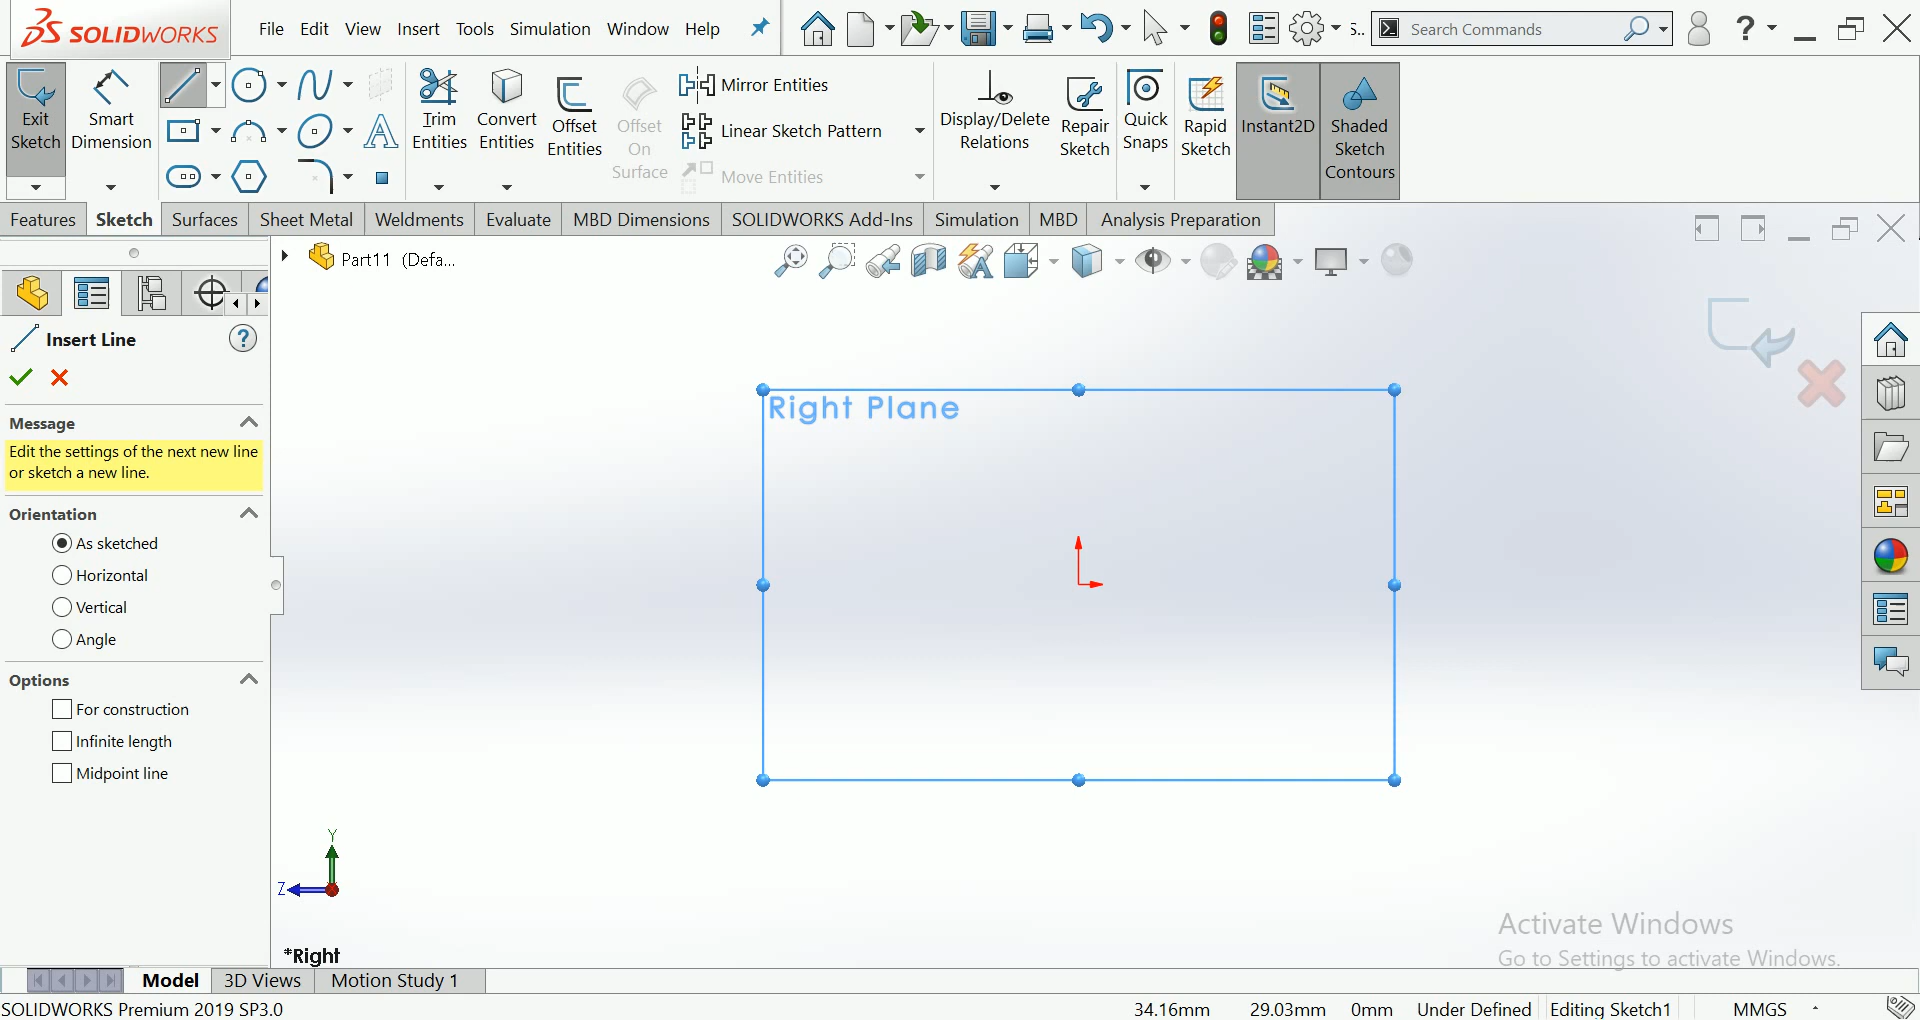 SOLIDWORKS
File Edit View Insert Tools Simulation Window Help
S..
Search Commands
?
Exit Sketch
Smart Dimension
Trim Entities
Convert Entities
Offset Entities
Offset On Surface
Mirror Entities
Linear Sketch Pattern
Move Entities
Display/Delete Relations
Repair Sketch
Quick Snaps
Rapid Sketch
Instant2D
Shaded Sketch Contours
Features Sketch Surfaces Sheet Metal Weldments Evaluate MBD Dimensions SOLIDWORKS Add-Ins Simulation MBD Analysis Preparation
Part11 (Defa...
Insert Line
?
Message
Edit the settings of the next new line
or sketch a new line.
Orientation
As sketched
Horizontal
Vertical
Angle
Options
For construction
Infinite length
Midpoint line
Right Plane
Y
Z
*Right
Activate Windows
Go to Settings to activate Windows.
Model 3D Views Motion Study 1
SOLIDWORKS Premium 2019 SP3.0
34.16mm 29.03mm 0mm Under Defined Editing Sketch1 MMGS